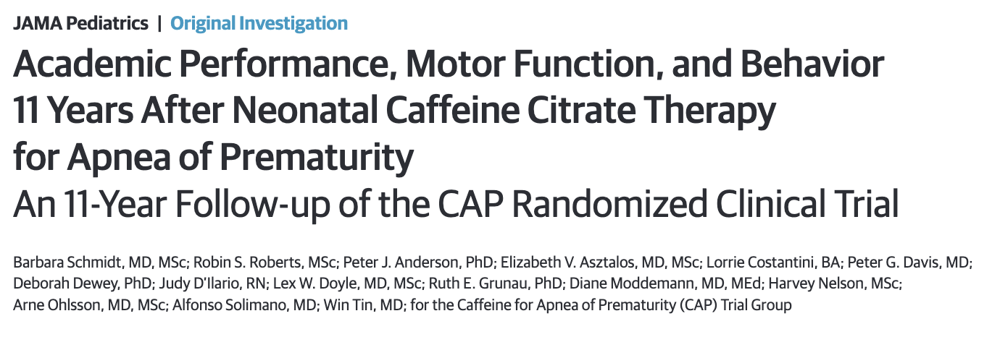 JAMA Pediatrics | Original Investigation
Academic Performance, Motor Function, and Behavior
11 Years After Neonatal Caffeine Citrate Therapy
for Apnea of Prematurity
An 11-Year Follow-up of the CAP Randomized Clinical Trial
Barbara Schmidt, MD, MSc; Robin S. Roberts, MSc; Peter J. Anderson, PhD; Elizabeth V. Asztalos, MD, MSc; Lorrie Costantini, BA; Peter G. Davis, MD;
Deborah Dewey, PhD; Judy D’Ilario, RN; Lex W. Doyle, MD, MSc; Ruth E. Grunau, PhD; Diane Moddemann, MD, MEd; Harvey Nelson, MSc;
Arne Ohlsson, MD, MSc; Alfonso Solimano, MD; Win Tin, MD; for the Caffeine for Apnea of Prematurity (CAP) Trial Group